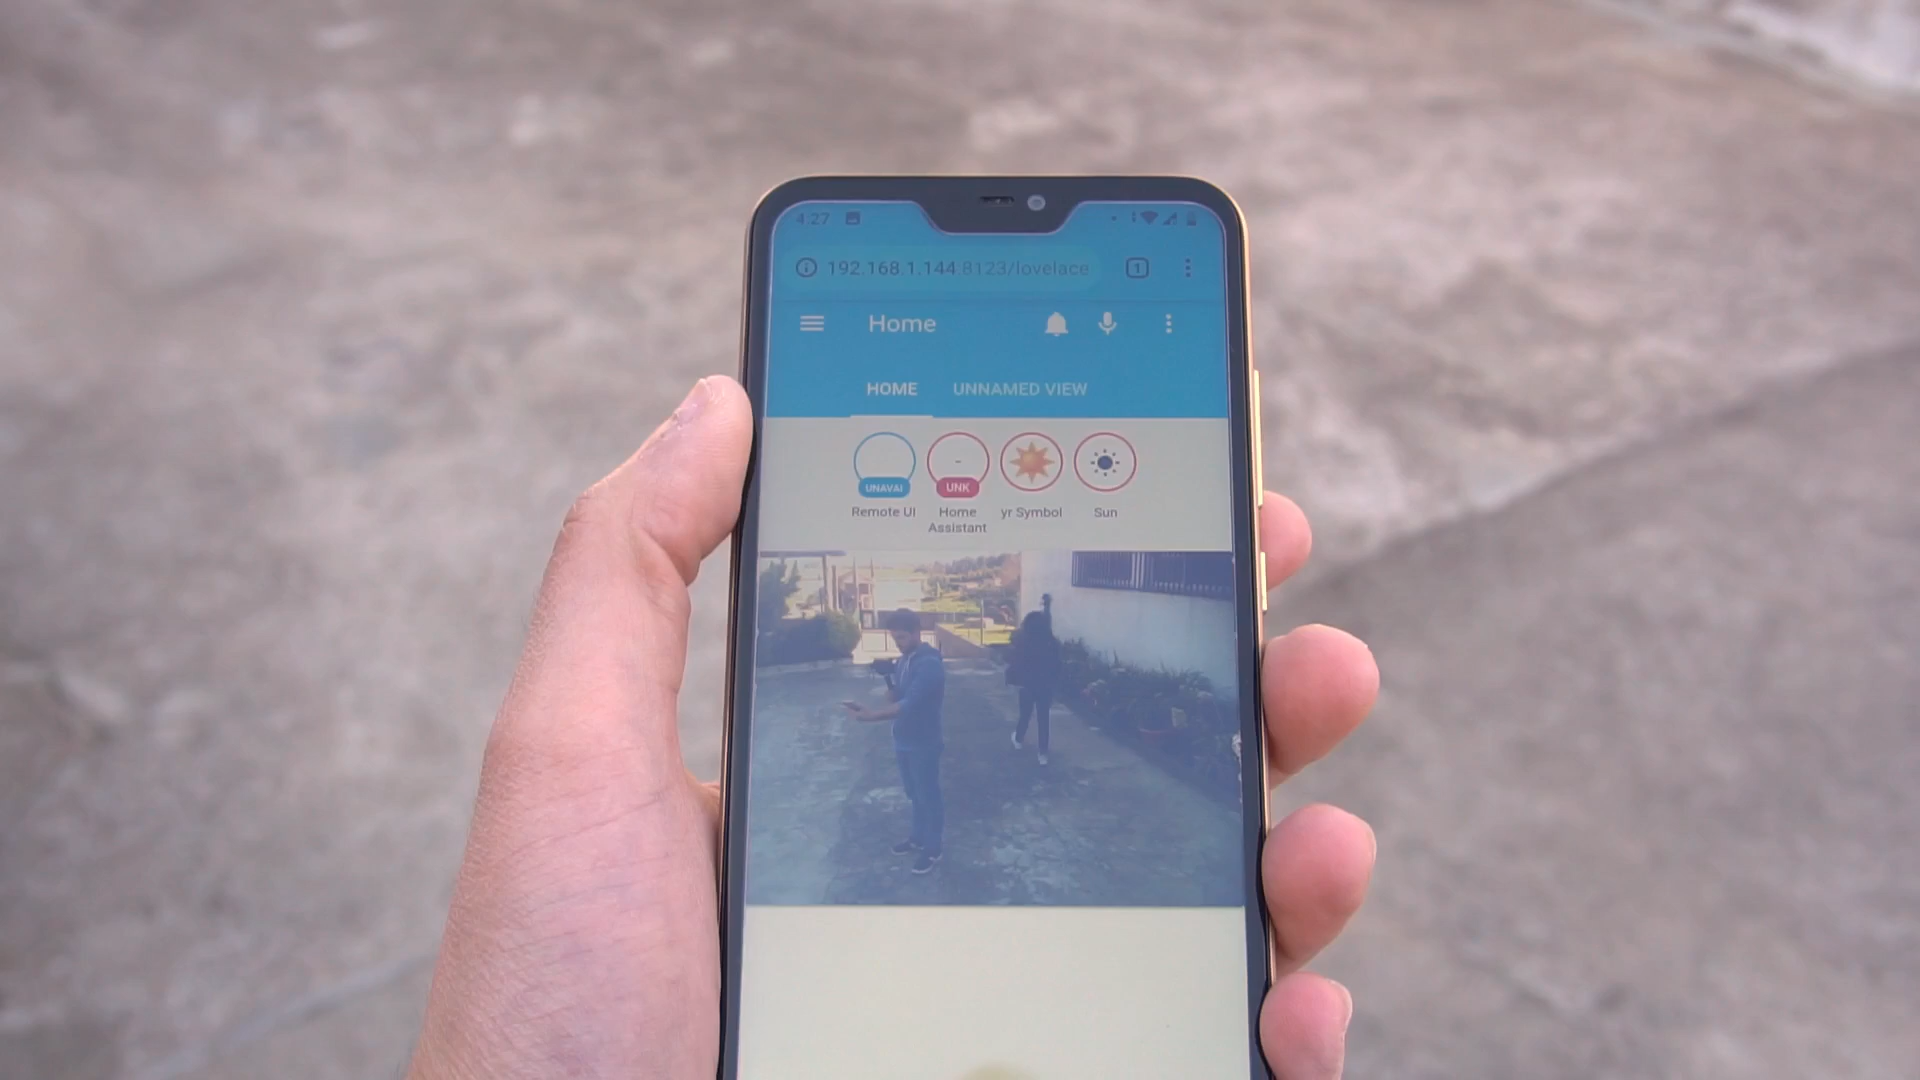 4:27
192.168.1.144:8123/lovelace
1
Home
HOME UNNAMED VIEW
UNAVAI
UNK
Remote UI
Home
Assistant
yr Symbol
Sun